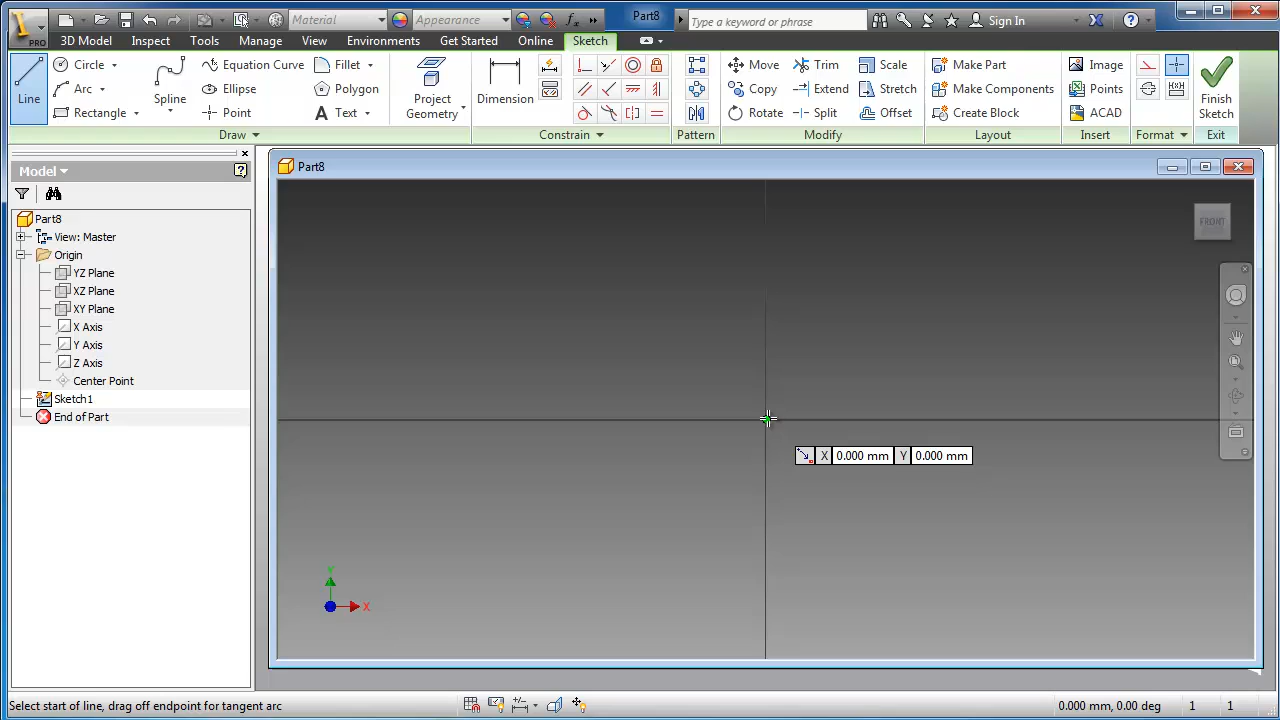 PRO
Material
Appearance
fx
Part8
Type a keyword or phrase
Sign In
3D Model
Inspect
Tools
Manage
View
Environments
Get Started
Online
Sketch
Line
Circle
Arc
Rectangle
Spline
Equation Curve
Ellipse
Point
Fillet
Polygon
Text
Project
Geometry
Dimension
Move
Copy
Rotate
Trim
Extend
Split
Scale
Stretch
Offset
Make Part
Make Components
Create Block
Image
Points
ACAD
Finish
Sketch
Draw
Constrain
Pattern
Modify
Layout
Insert
Format
Exit
Model
Part8
View: Master
Origin
YZ Plane
XZ Plane
XY Plane
X Axis
Y Axis
Z Axis
Center Point
Sketch1
End of Part
Part8
FRONT
X 0.000 mm Y 0.000 mm
Y
X
Select start of line, drag off endpoint for tangent arc
0.000 mm, 0.00 deg
1
1